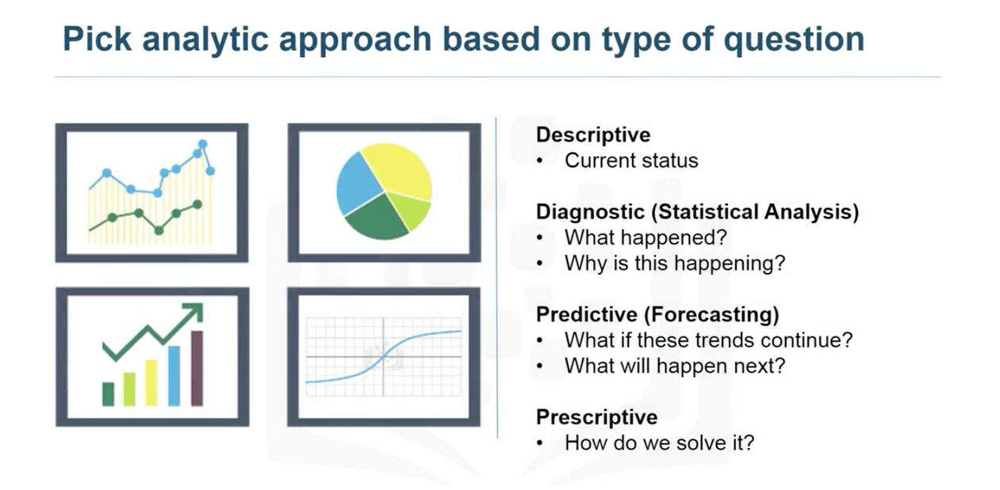 Pick analytic approach based on type of question
Descriptive
• Current status
Diagnostic (Statistical Analysis)
• What happened?
• Why is this happening?
Predictive (Forecasting)
• What if these trends continue?
• What will happen next?
Prescriptive
• How do we solve it?